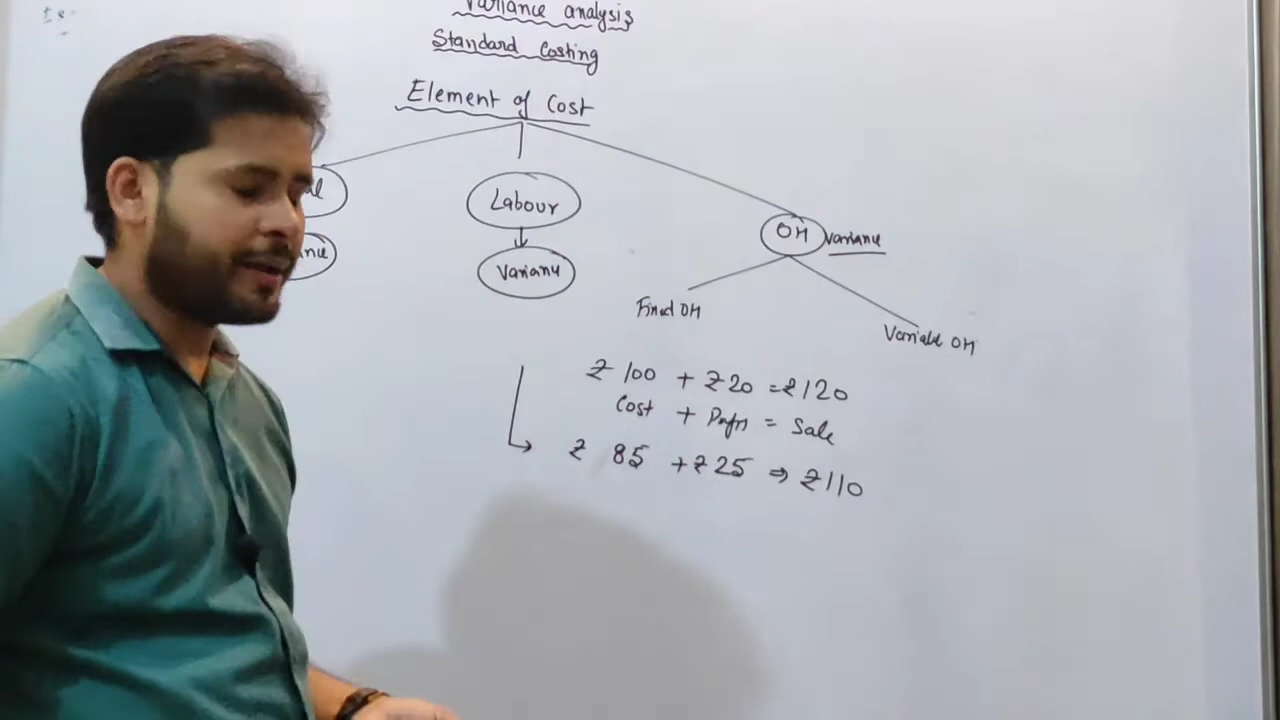 Variance analysis
Standard Costing
Element of Cost
Labour
OH Variance
Fixed OH
Variable OH
₹ 100 + ₹20 = ₹120
Cost + Profit = Sale
₹ 85 + ₹25 ⇒ ₹110